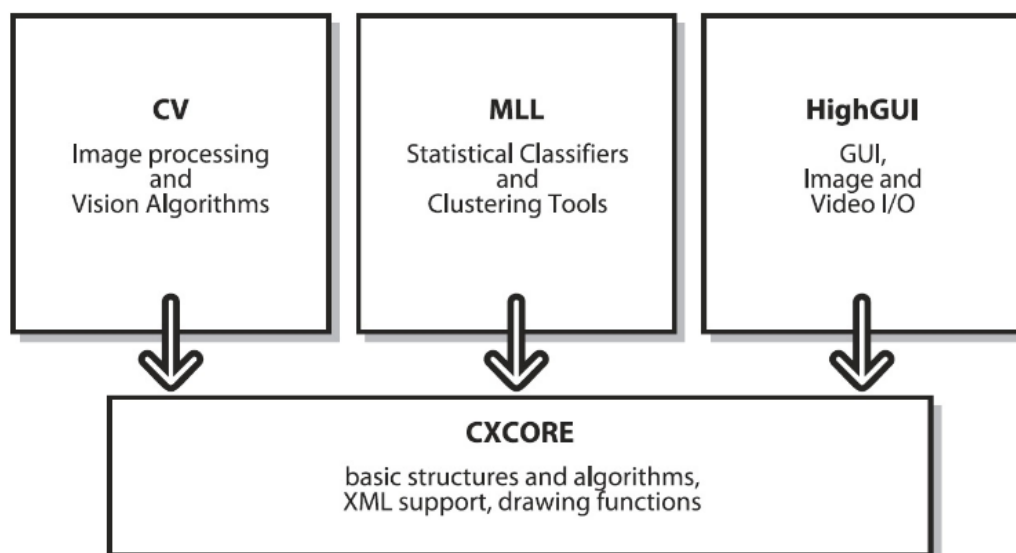 CV
Image processing
and
Vision Algorithms
MLL
Statistical Classifiers
and
Clustering Tools
HighGUI
GUI,
Image and
Video I/O
CXCORE
basic structures and algorithms,
XML support, drawing functions